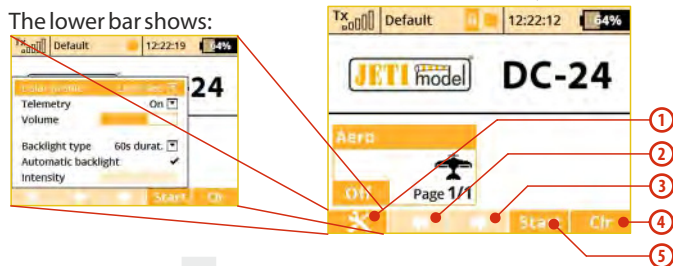 The lower bar shows:
Tx Default 12:22:19 04%
24
Telemetry On
Volume
Backlight type 60s durat.
Automatic backlight
Intensity
Start Clr
Tx Default 12:22:12 64%
JETI model DC-24
Aero
Off Page 1/1
Start Clr
1
2
3
4
5